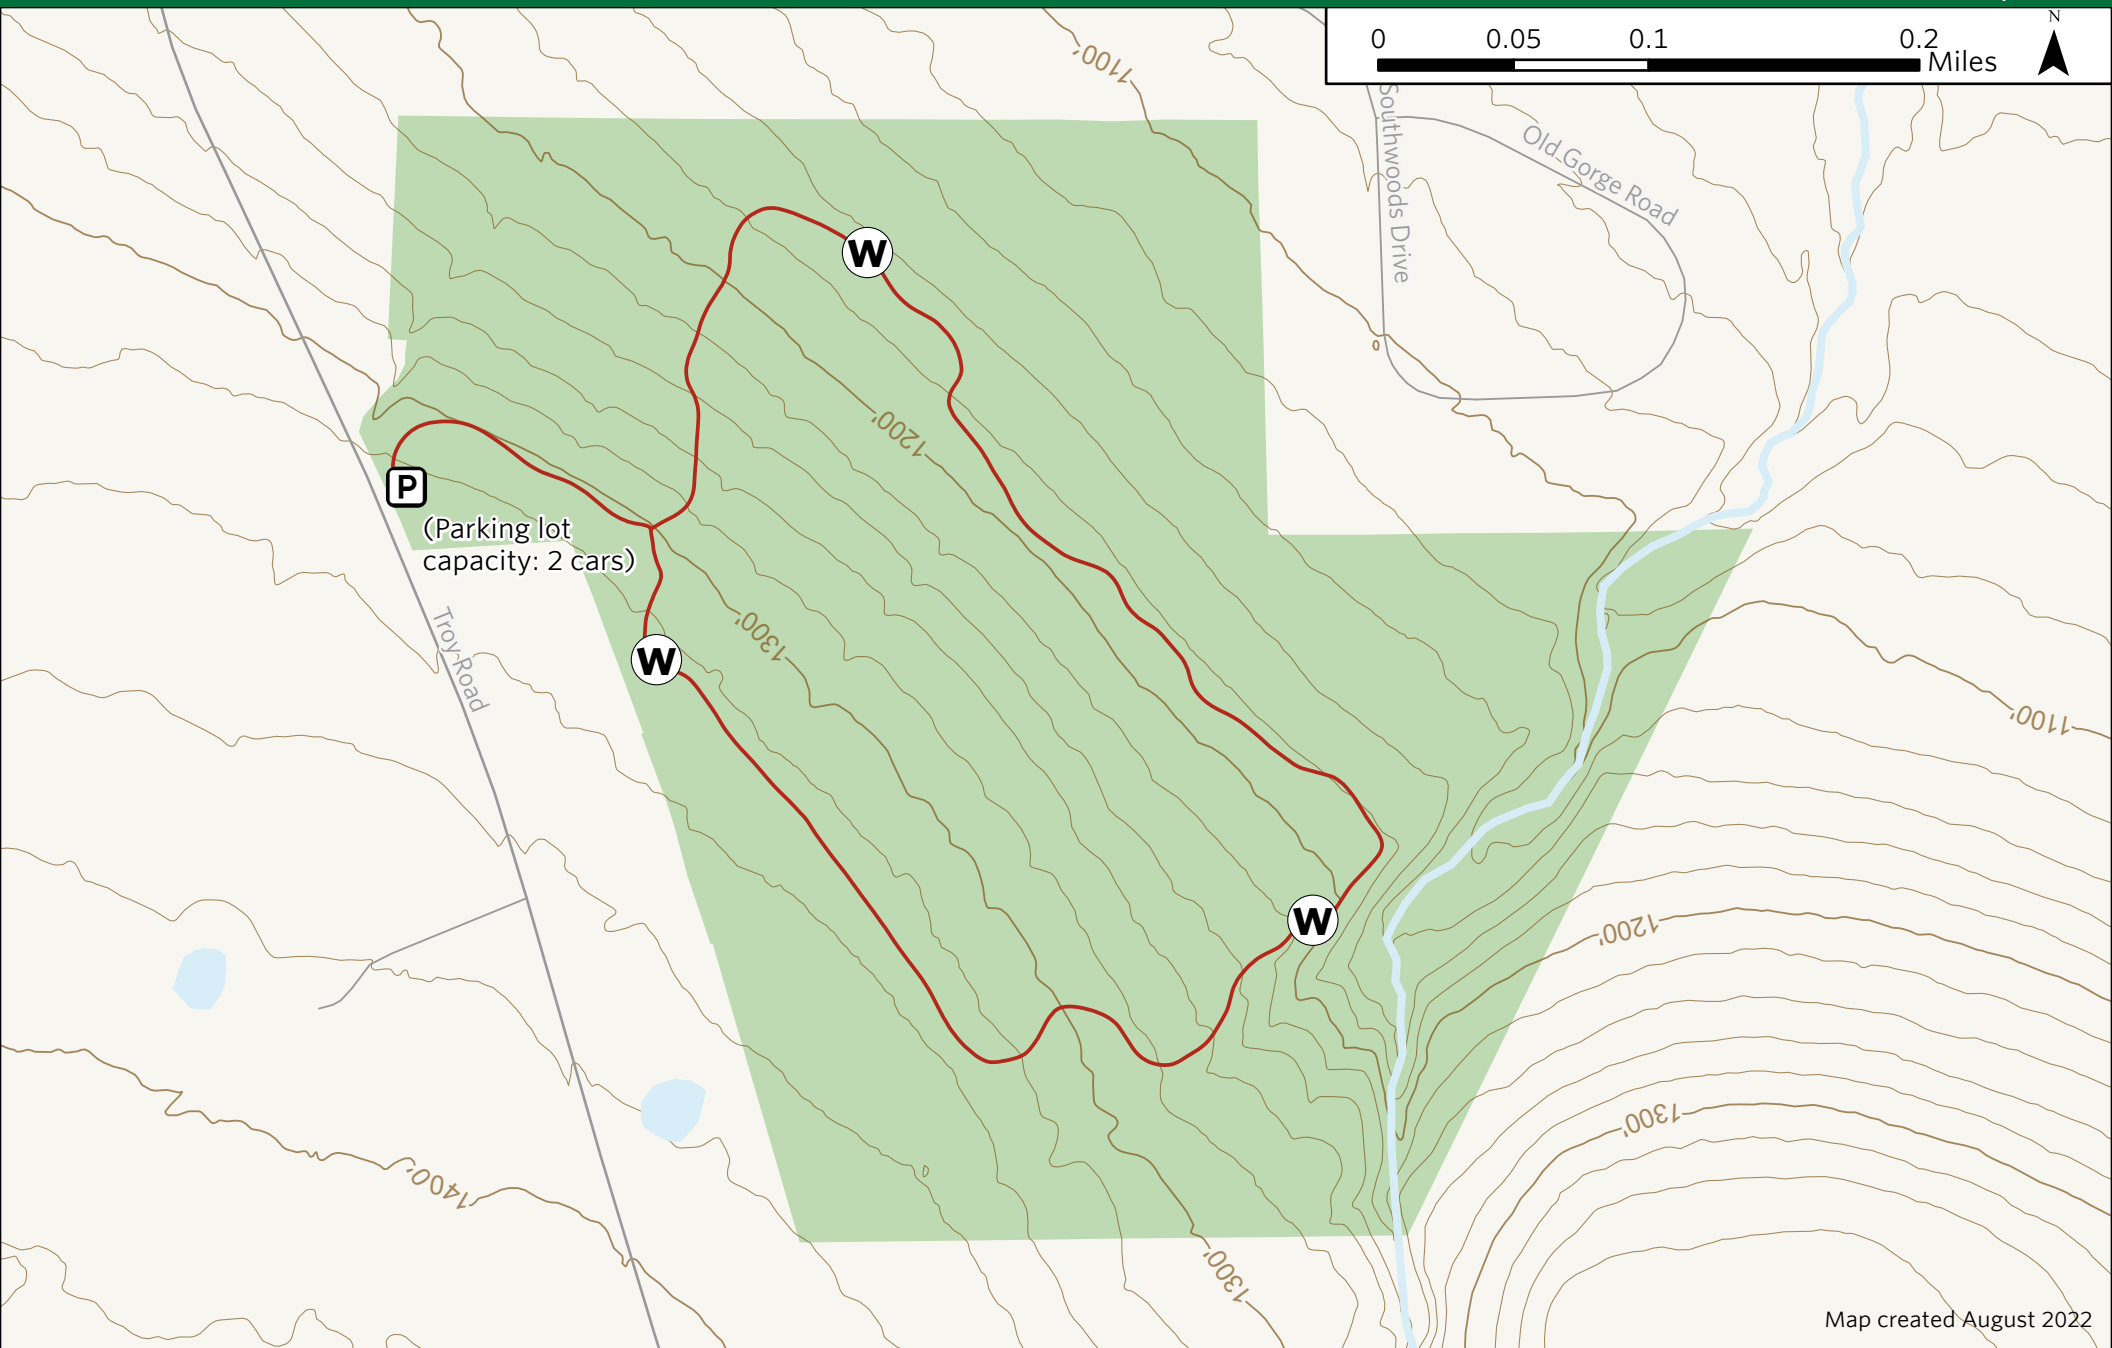 0 0.05 0.1 0.2
Miles
N
1100'
Southwoods Drive
Old Gorge Road
1200'
P
W
(Parking lot
capacity: 2 cars)
Troy Road
1300'
W
W
1100'
1200'
1300'
1400'
1300'
Map created August 2022